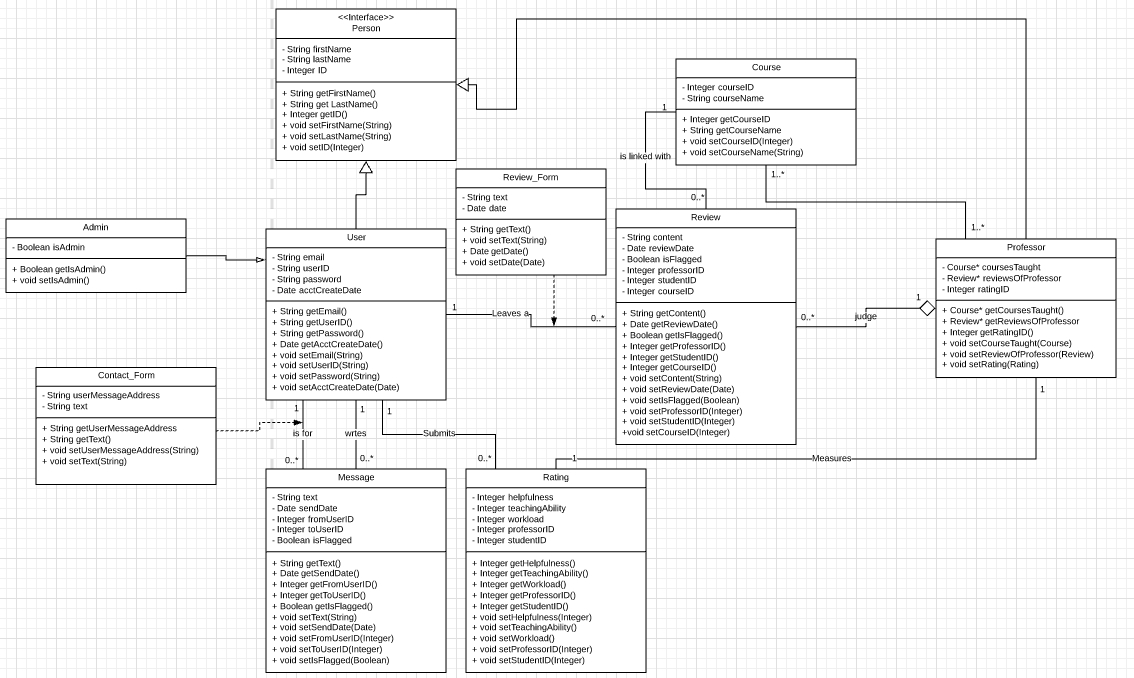 <<Interface>>
Person
- String firstName
- String lastName
- Integer ID
+ String getFirstName()
+ String get LastName()
+ Integer getID()
+ void setFirstName(String)
+ void setLastName(String)
+ void setID(Integer)
Course
- Integer courseID
- String courseName
+ Integer getCourseID
+ String getCourseName
+ void setCourseID(Integer)
+ void setCourseName(String)
1
is linked with
0..*
1..*
1..*
Review_Form
- String text
- Date date
+ String getText()
+ void setText(String)
+ Date getDate()
+ void setDate(Date)
Admin
- Boolean isAdmin
+ Boolean getIsAdmin()
+ void setIsAdmin()
User
- String email
- String userID
- String password
- Date acctCreateDate
+ String getEmail()
+ String getUserID()
+ String getPassword()
+ Date getAcctCreateDate()
+ void setEmail(String)
+ void setUserID(String)
+ void setPassword(String)
+ void setAcctCreateDate(Date)
1
Leaves a
0..*
Review
- String content
- Date reviewDate
- Boolean isFlagged
- Integer professorID
- Integer studentID
- Integer courseID
+ String getContent()
+ Date getReviewDate()
+ Boolean getIsFlagged()
+ Integer getProfessorID()
+ Integer getStudentID()
+ Integer getCourseID()
+ void setContent(String)
+ void setReviewDate(Date)
+ void setIsFlagged(Boolean)
+ void setProfessorID(Integer)
+ void setStudentID(Integer)
+void setCourseID(Integer)
0..*
judge
1
Professor
- Course* coursesTaught
- Review* reviewsOfProfessor
- Integer ratingID
+ Course* getCoursesTaught()
+ Review* getReviewsOfProfessor
+ Integer getRatingID()
+ void setCourseTaught(Course)
+ void setReviewOfProfessor(Review)
+ void setRating(Rating)
1
Measures
1
Contact_Form
- String userMessageAddress
- String text
+ String getUserMessageAddress
+ String getText()
+ void setUserMessageAddress(String)
+ void setText(String)
1
is for
0..*
1
wrtes
0..*
1
Submits
0..*
Message
- String text
- Date sendDate
- Integer fromUserID
- Integer toUserID
- Boolean isFlagged
+ String getText()
+ Date getSendDate()
+ Integer getFromUserID()
+ Integer getToUserID()
+ Boolean getIsFlagged()
+ void setText(String)
+ void setSendDate(Date)
+ void setFromUserID(Integer)
+ void setToUserID(Integer)
+ void setIsFlagged(Boolean)
Rating
- Integer helpfulness
- Integer teachingAbility
- Integer workload
- Integer professorID
- Integer studentID
+ Integer getHelpfulness()
+ Integer getTeachingAbility()
+ Integer getWorkload()
+ Integer getProfessorID()
+ Integer getStudentID()
+ void setHelpfulness(Integer)
+ void setTeachingAbility()
+ void setWorkload()
+ void setProfessorID(Integer)
+ void setStudentID(Integer)